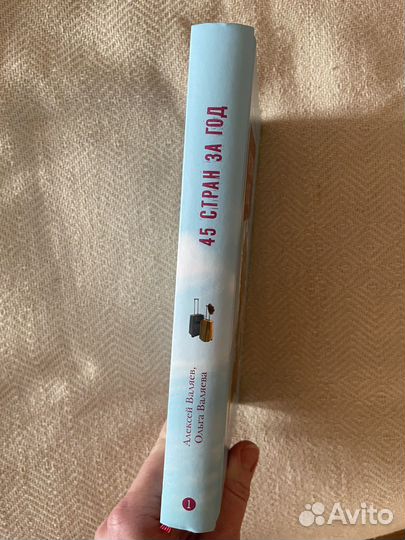 45 СТРАН ЗА ГОД
Алексей Валяев,
Ольга Валяева
1
Avito